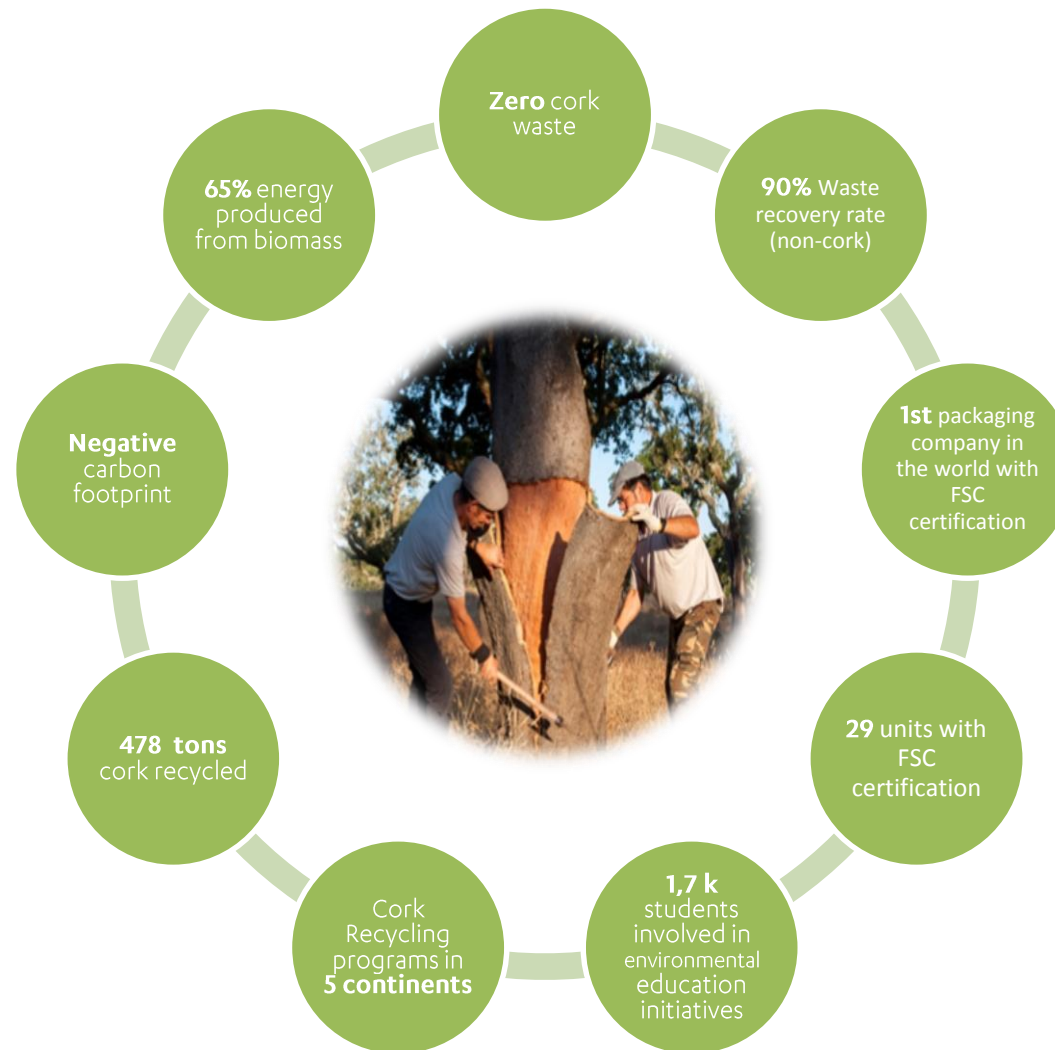 Zero cork
waste
90% Waste
recovery rate
(non-cork)
1st packaging
company in
the world with
FSC
certification
29 units with
FSC
certification
1,7 k
students
involved in
environmental
education
initiatives
Cork
Recycling
programs in
5 continents
478 tons
cork recycled
Negative
carbon
footprint
65% energy
produced
from biomass